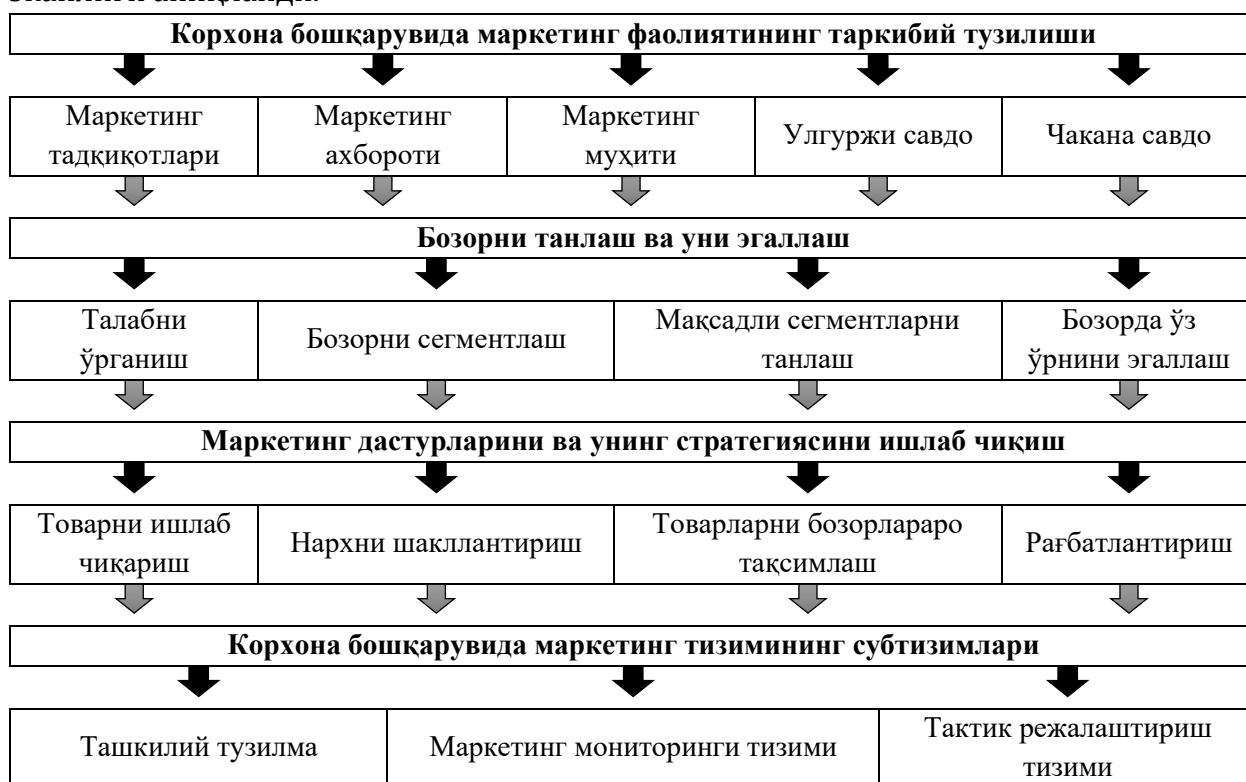 Корхона бошқарувида маркетинг фаолиятининг таркибий тузилиши
Маркетинг
тадқиқотлари
Маркетинг
ахбороти
Маркетинг
муҳити
Улгуржи савдо
Чакана савдо
Бозорни танлаш ва уни эгаллаш
Талабни
ўрганиш
Бозорни сегментлаш
Мақсадли сегментларни
танлаш
Бозорда ўз
ўрнини эгаллаш
Маркетинг дастурларини ва унинг стратегиясини ишлаб чиқиш
Товарни ишлаб
чиқариш
Нархни шакллантириш
Товарларни бозорлараро
тақсимлаш
Рағбатлантириш
Корхона бошқарувида маркетинг тизимининг субтизимлари
Ташкилий тузилма
Маркетинг мониторинги тизими
Тактик режалаштириш
тизими